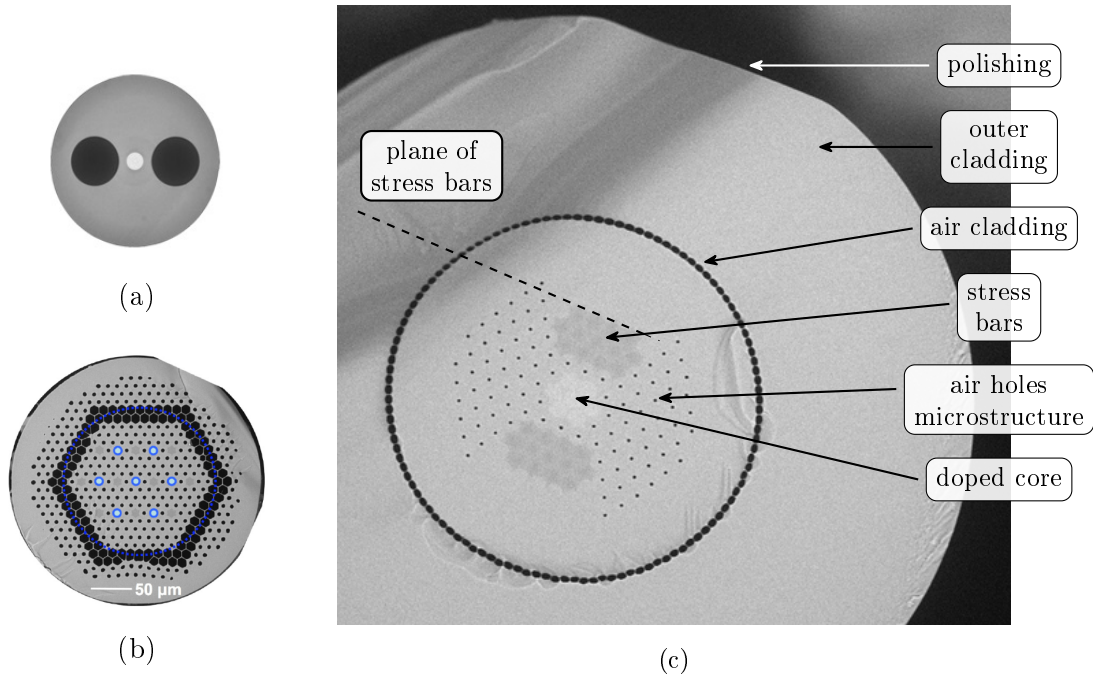 polishing
outer
cladding
plane of
stress bars
air cladding
stress
bars
(a)
air holes
microstructure
doped core
50 μm
(b)
(c)